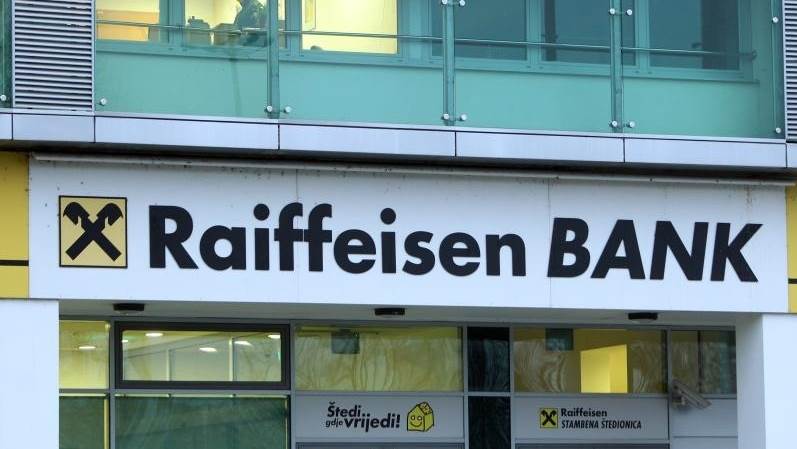 Raiffeisen BANK
Štedi
gdje vrijedi!
Raiffeisen
STAMBENA ŠTEDIONICA